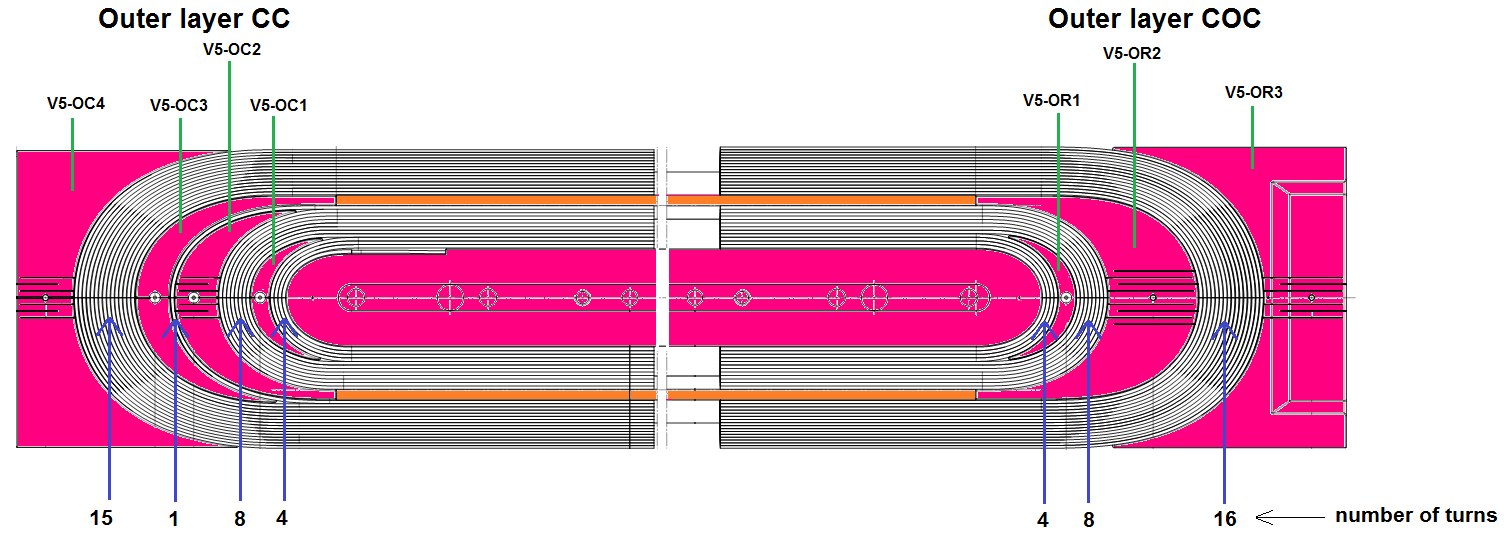 Outer layer CC
Outer layer COC
V5-OC2
V5-OR2
V5-OC4
V5-OC3
V5-OC1
V5-OR1
V5-OR3
15
1
8
4
4
8
16
number of turns